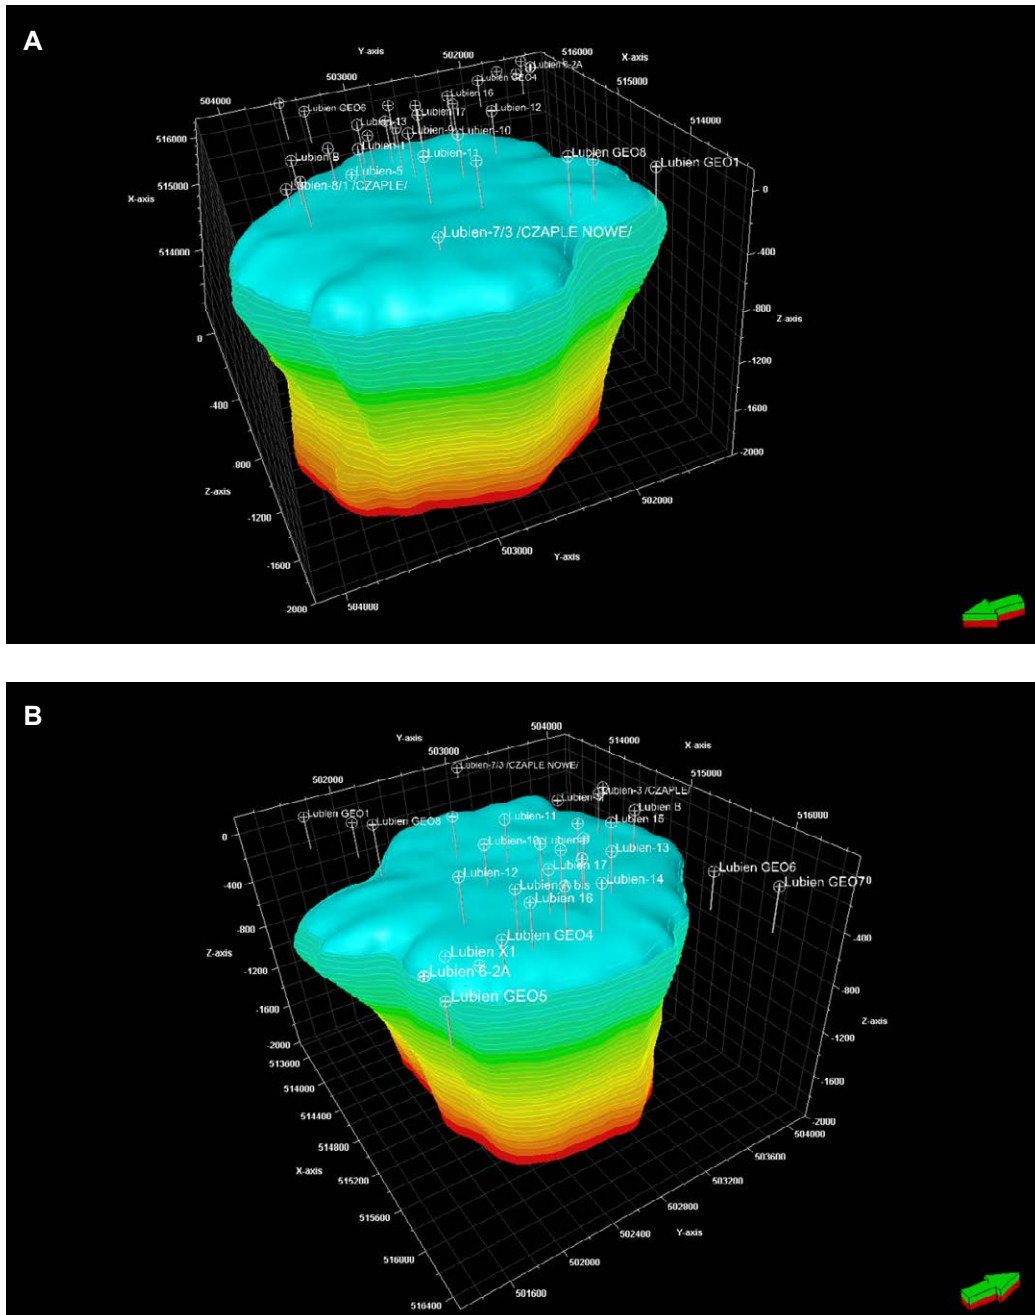 A
Y-axis
502000
516000
X-axis
503000
515000
Lubien 6-2A
504000
Lubien GEO4
514000
Lubien GEO6
Lubien 16
516000
Lubien-13
Lubien-17
Lubien-12
Lubien-9
Lubien-10
Lubien B
Lubien-1
Lubien-11
Lubien GEO8
Lubien GEO1
515000
Lubien-5
0
Lubien-8/1 /CZAPLE/
X-axis
514000
Lubien-7/3 /CZAPLE NOWE/
-400
-800
Z-axis
0
-1200
-400
-1600
-800
-2000
Z-axis
502000
-1200
503000
Y-axis
-1600
-2000
504000
B
504000
Y-axis
514000
503000
X-axis
Lubien-7/3 /CZAPLE NOWE/
515000
502000
Lubien-3 /CZAPLE/
Lubien GEO1
Lubien B
516000
Lubien GEO8
Lubien-11
Lubien 15
0
Lubien-13
Lubien GEO6
Lubien 17
Lubien-12
Lubien-14
Lubien GEO7
-400
Lubien 16
-400
-800
Lubien GEO4
Z-axis
Lubien X1
Lubien 6-2A
-800
-1200
Lubien GEO5
Z-axis
-1600
-1200
-2000
513600
-1600
514000
514400
-2000
504000
514800
503600
X-axis
515200
503200
515600
502800
Y-axis
516000
502400
502000
516400
501600